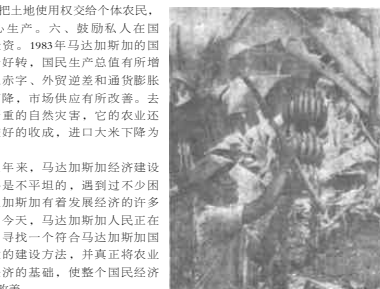 把土地使用权交给个体农民，
心生产。六、鼓励私人在国
资。1983年马达加斯加的国
好转，国民生产总值有所增
赤字、外贸逆差和通货膨胀
降，市场供应有所改善。去
重的自然灾害，它的农业还
好的收成，进口大米下降为
年来，马达加斯加经济建设
是不平坦的，遇到过不少困
加斯加有着发展经济的许多
今天，马达加斯加人民正在
寻找一个符合马达加斯加国
的建设方法，并真正将农业
济的基础，使整个国民经济